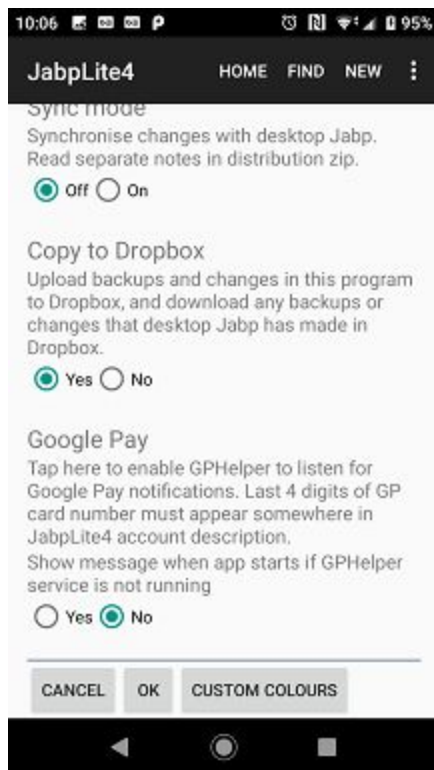 10:06 95%
JabpLite4 HOME FIND NEW
Sync mode
Synchronise changes with desktop Jabp.
Read separate notes in distribution zip.
Off On
Copy to Dropbox
Upload backups and changes in this program
to Dropbox, and download any backups or
changes that desktop Jabp has made in
Dropbox.
Yes No
Google Pay
Tap here to enable GPHelper to listen for
Google Pay notifications. Last 4 digits of GP
card number must appear somewhere in
JabpLite4 account description.
Show message when app starts if GPHelper
service is not running
Yes No
CANCEL OK CUSTOM COLOURS